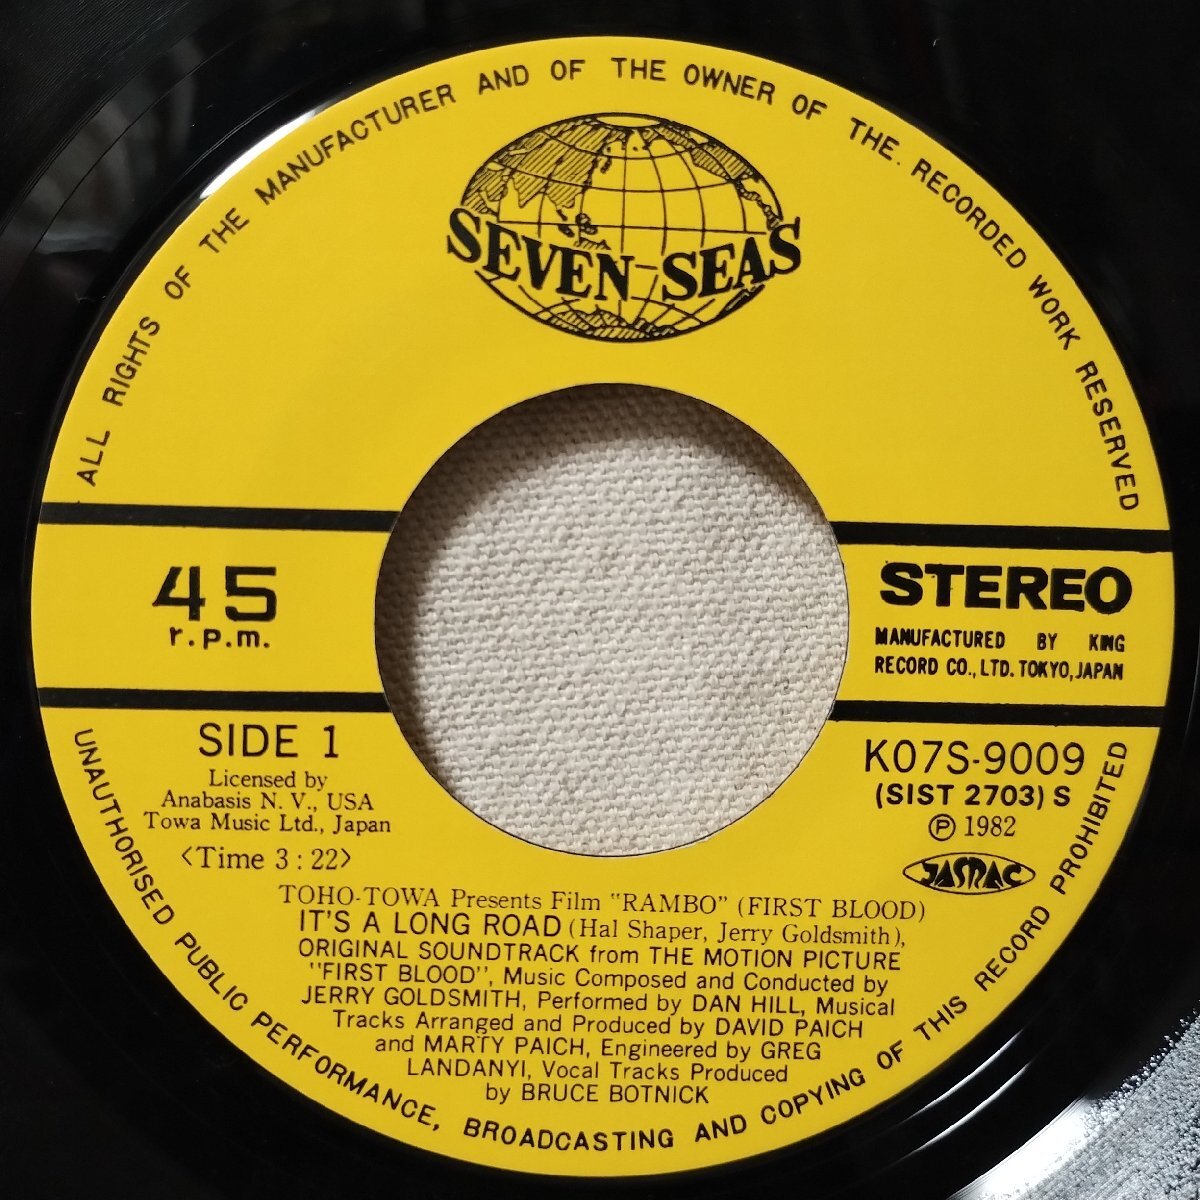 ALL RIGHTS OF THE MANUFACTURER AND OF THE OWNER OF THE. RECORDED WORK RESERVED
SEVEN SEAS
45
r.p.m.
STEREO
MANUFACTURED BY KING
RECORD CO., LTD. TOKYO, JAPAN
SIDE 1
Licensed by
Anabasis N. V., USA
Towa Music Ltd., Japan
<Time 3 : 22>
K07S-9009
(SIST 2703) S
Ⓟ 1982
JASRAC
TOHO-TOWA Presents Film "RAMBO" (FIRST BLOOD)
IT'S A LONG ROAD (Hal Shaper, Jerry Goldsmith),
ORIGINAL SOUNDTRACK from THE MOTION PICTURE
"FIRST BLOOD", Music Composed and Conducted by
JERRY GOLDSMITH, Performed by DAN HILL, Musical
Tracks Arranged and Produced by DAVID PAICH
and MARTY PAICH, Engineered by GREG
LANDANYI, Vocal Tracks Produced
by BRUCE BOTNICK
UNAUTHORISED PUBLIC PERFORMANCE, BROADCASTING AND COPYING OF THIS RECORD PROHIBITED